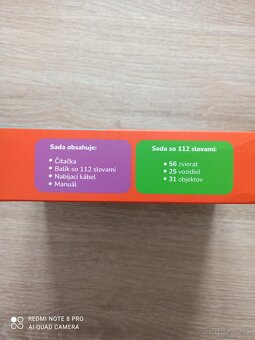 Sada obsahuje:
• Čítačka
• Balík so 112 slovami
• Nabíjací kábel
• Manuál
Sada so 112 slovami:
• 56 zvierat
• 25 vozidiel
• 31 objektov
REDMI NOTE 8 PRO
AI QUAD CAMERA